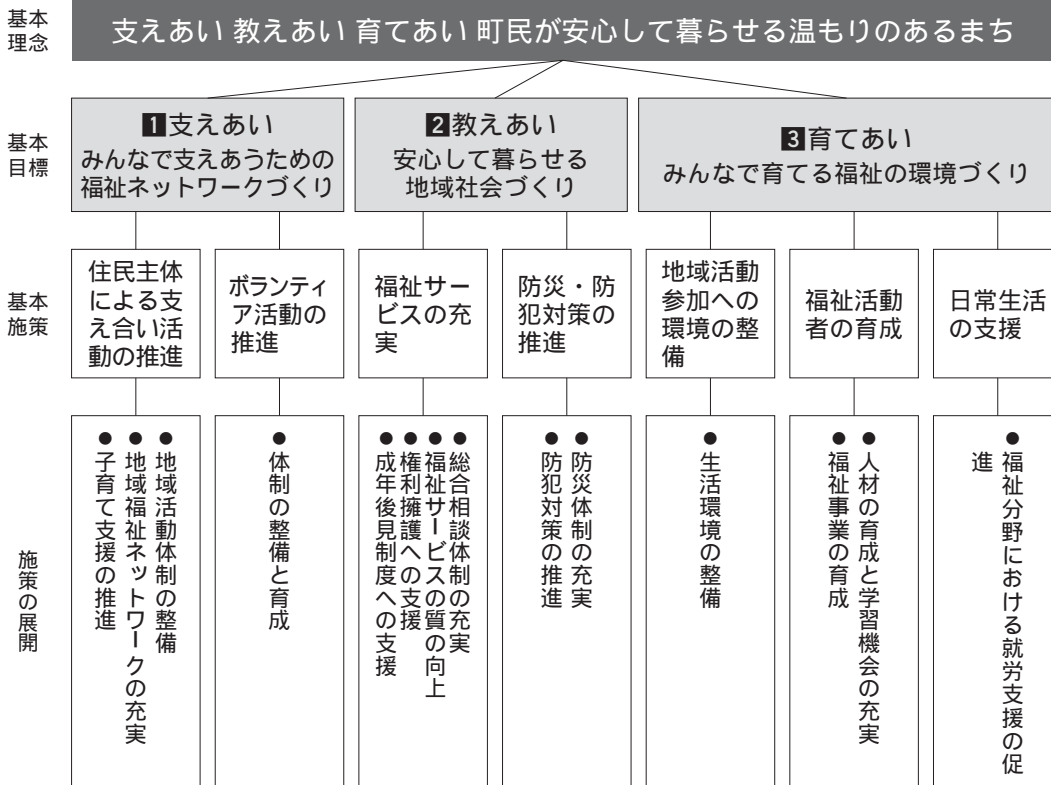 基本
理念
支えあい 教えあい 育てあい 町民が安心して暮らせる温もりのあるまち
基本
目標
1支えあい
みんなで支えあうための
福祉ネットワークづくり
2教えあい
安心して暮らせる
地域社会づくり
3育てあい
みんなで育てる福祉の環境づくり
基本
施策
住民主体
による支
え合い活
動の推進
ボランティ
ア活動の
推進
福祉サー
ビスの充
実
防災・防
犯対策の
推進
地域活動
参加への
環境の整
備
福祉活動
者の育成
日常生活
の支援
施策の展開
●地域活動体制の整備
●地域福祉ネットワークの充実
●子育て支援の推進
●体制の整備と育成
●総合相談体制の充実
●福祉サービスの質の向上
●権利擁護への支援
●成年後見制度への支援
●防災体制の充実
●防犯対策の推進
●生活環境の整備
●人材の育成と学習機会の充実
●福祉事業の育成
●福祉分野における就労支援の促
進